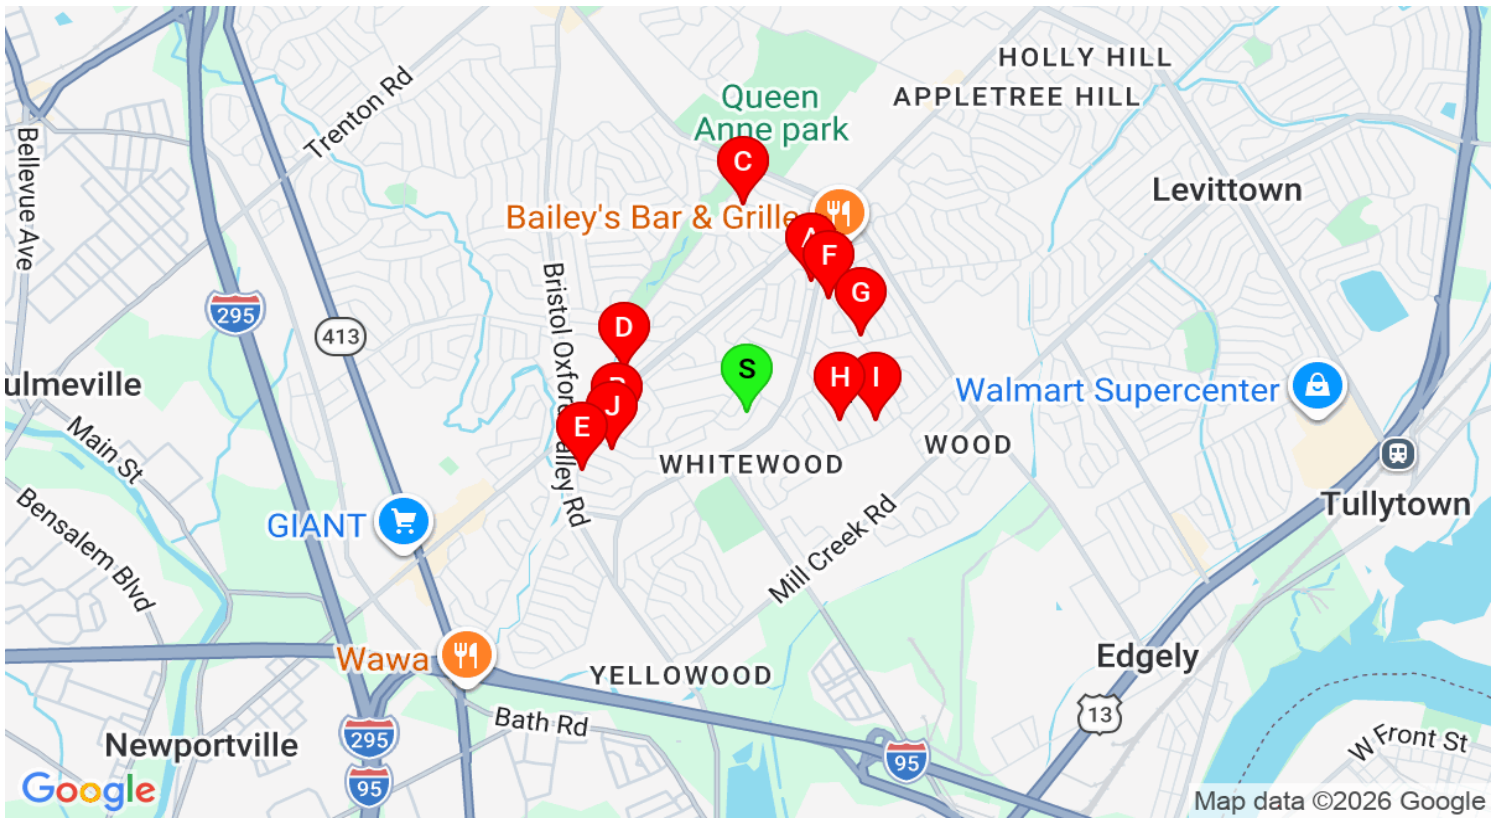 HOLLY HILL
APPLETREE HILL
Queen
Anne park
Trenton Rd
Bellevue Ave
C
Levittown
Bailey's Bar & Grille
A
F
G
295
413
Bristol Oxford Valley Rd
D
S
B
J
E
H
I
ulmeville
Walmart Supercenter
Main St
WHITEWOOD
WOOD
Tullytown
Bensalem Blvd
GIANT
Mill Creek Rd
Wawa
YELLOWOOD
Edgely
13
Bath Rd
Newportville
295
95
95
W Front St
Google
Map data ©2026 Google